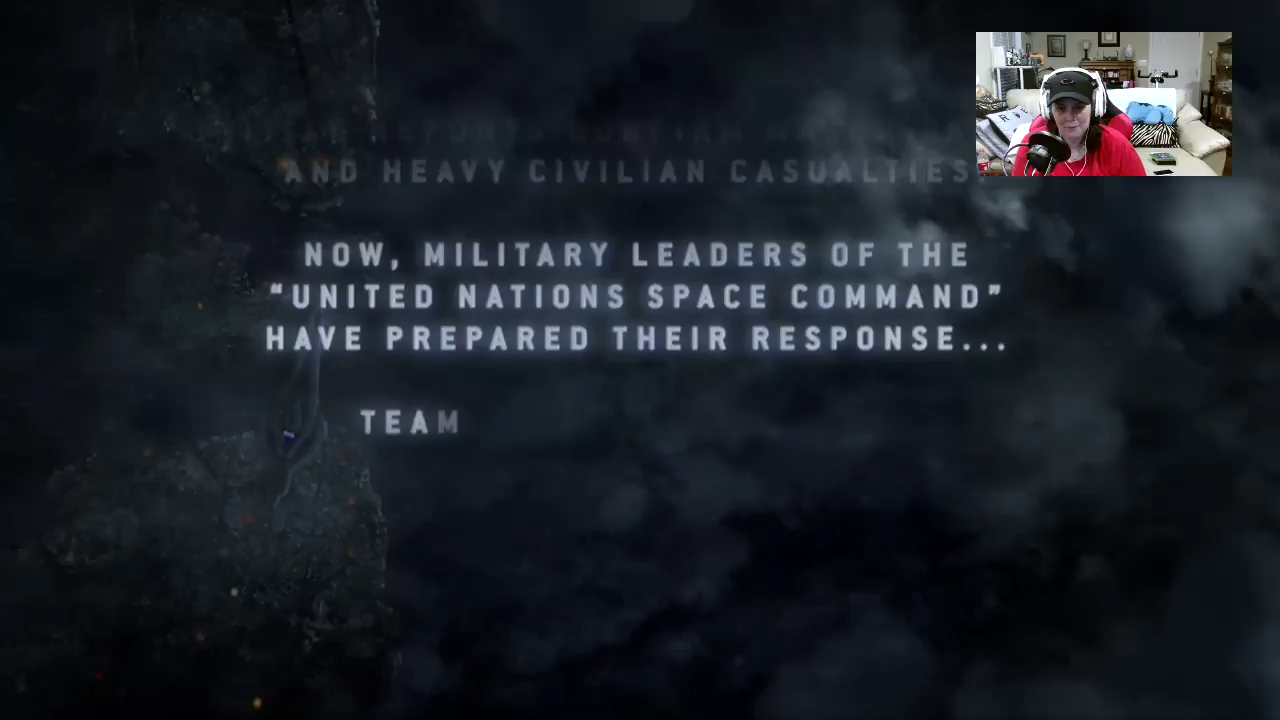 AND HEAVY CIVILIAN CASUALTIES.
NOW, MILITARY LEADERS OF THE
“UNITED NATIONS SPACE COMMAND”
HAVE PREPARED THEIR RESPONSE...
TEAM